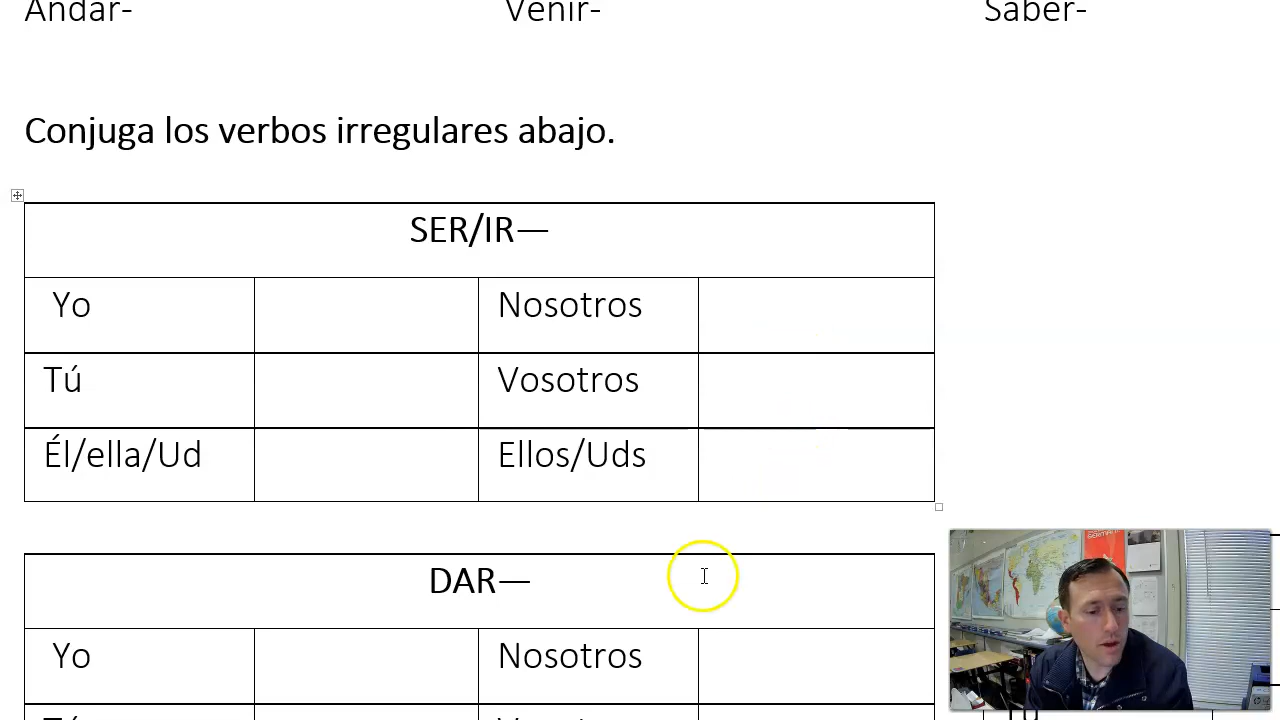 Andar- Venir- Saber-
Conjuga los verbos irregulares abajo.
SER/IR—
Yo Nosotros
Tú Vosotros
Él/ella/Ud Ellos/Uds
DAR—
Yo Nosotros